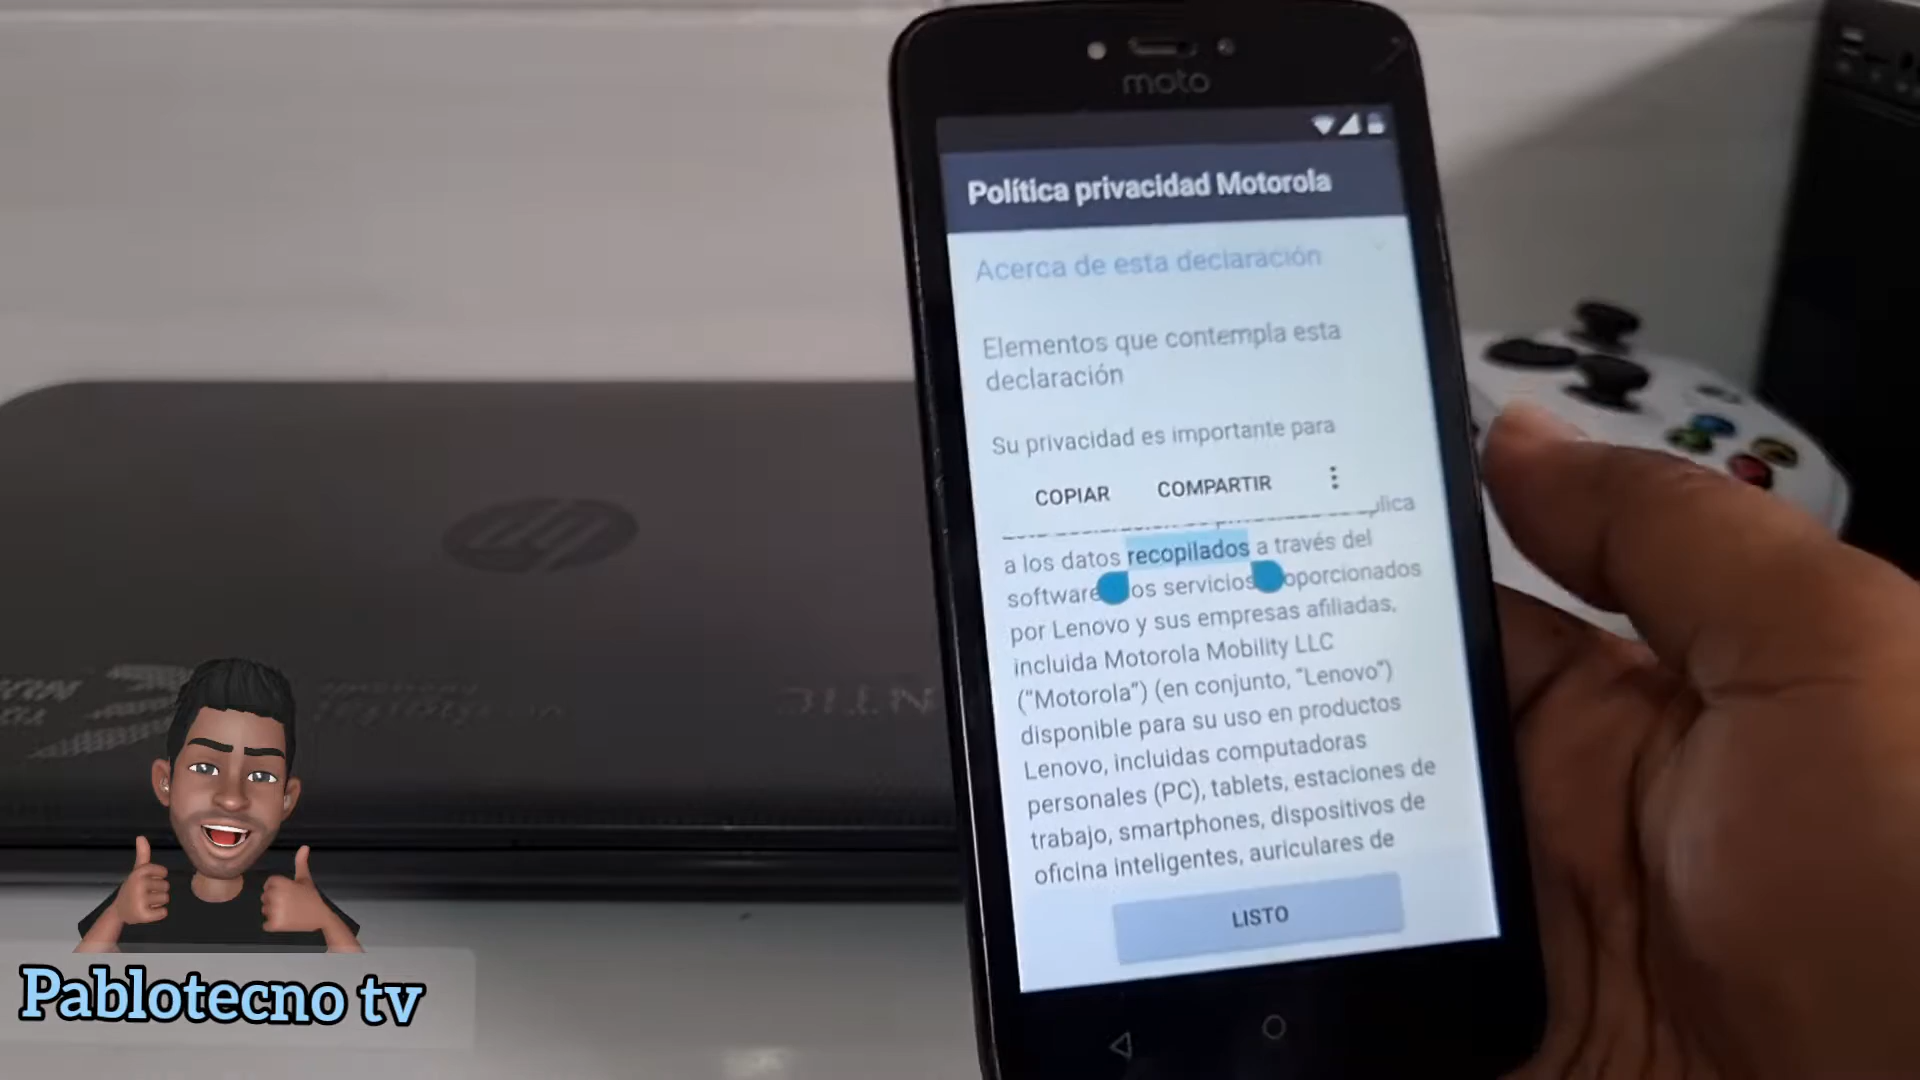 moto
Política privacidad Motorola
Acerca de esta declaración
Elementos que contempla esta
declaración
Su privacidad es importante para
COPIAR COMPARTIR
a los datos recopilados a través del
software os servicios oporcionados
por Lenovo y sus empresas afiliadas,
incluida Motorola Mobility LLC
(“Motorola”) (en conjunto, “Lenovo”)
disponible para su uso en productos
Lenovo, incluidas computadoras
personales (PC), tablets, estaciones de
trabajo, smartphones, dispositivos de
oficina inteligentes, auriculares de
LISTO
hp
Pablotecno tv